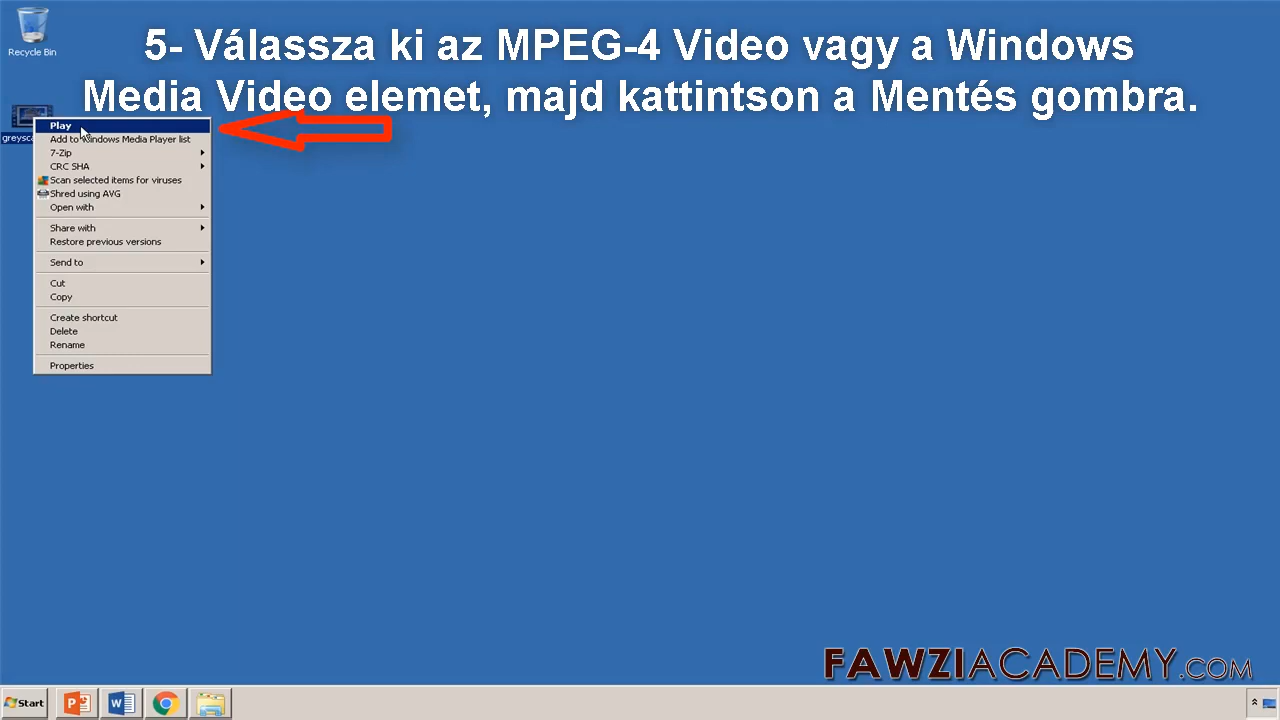 5- Válassza ki az MPEG-4 Video vagy a Windows
Media Video elemet, majd kattintson a Mentés gombra.
Recycle Bin
greysca
Play
Add to Windows Media Player list
7-Zip
CRC SHA
Scan selected items for viruses
Shred using AVG
Open with
Share with
Restore previous versions
Send to
Cut
Copy
Create shortcut
Delete
Rename
Properties
FAWZIACADEMY.COM
Start